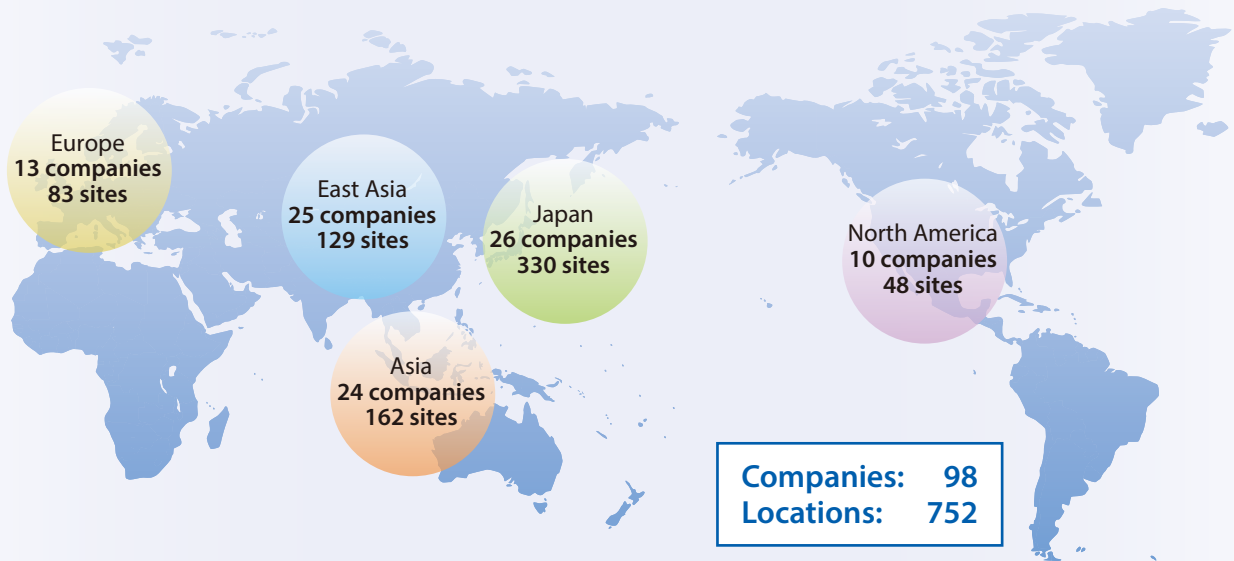 Europe
13 companies
83 sites
East Asia
25 companies
129 sites
Japan
26 companies
330 sites
North America
10 companies
48 sites
Asia
24 companies
162 sites
Companies: 98
Locations: 752